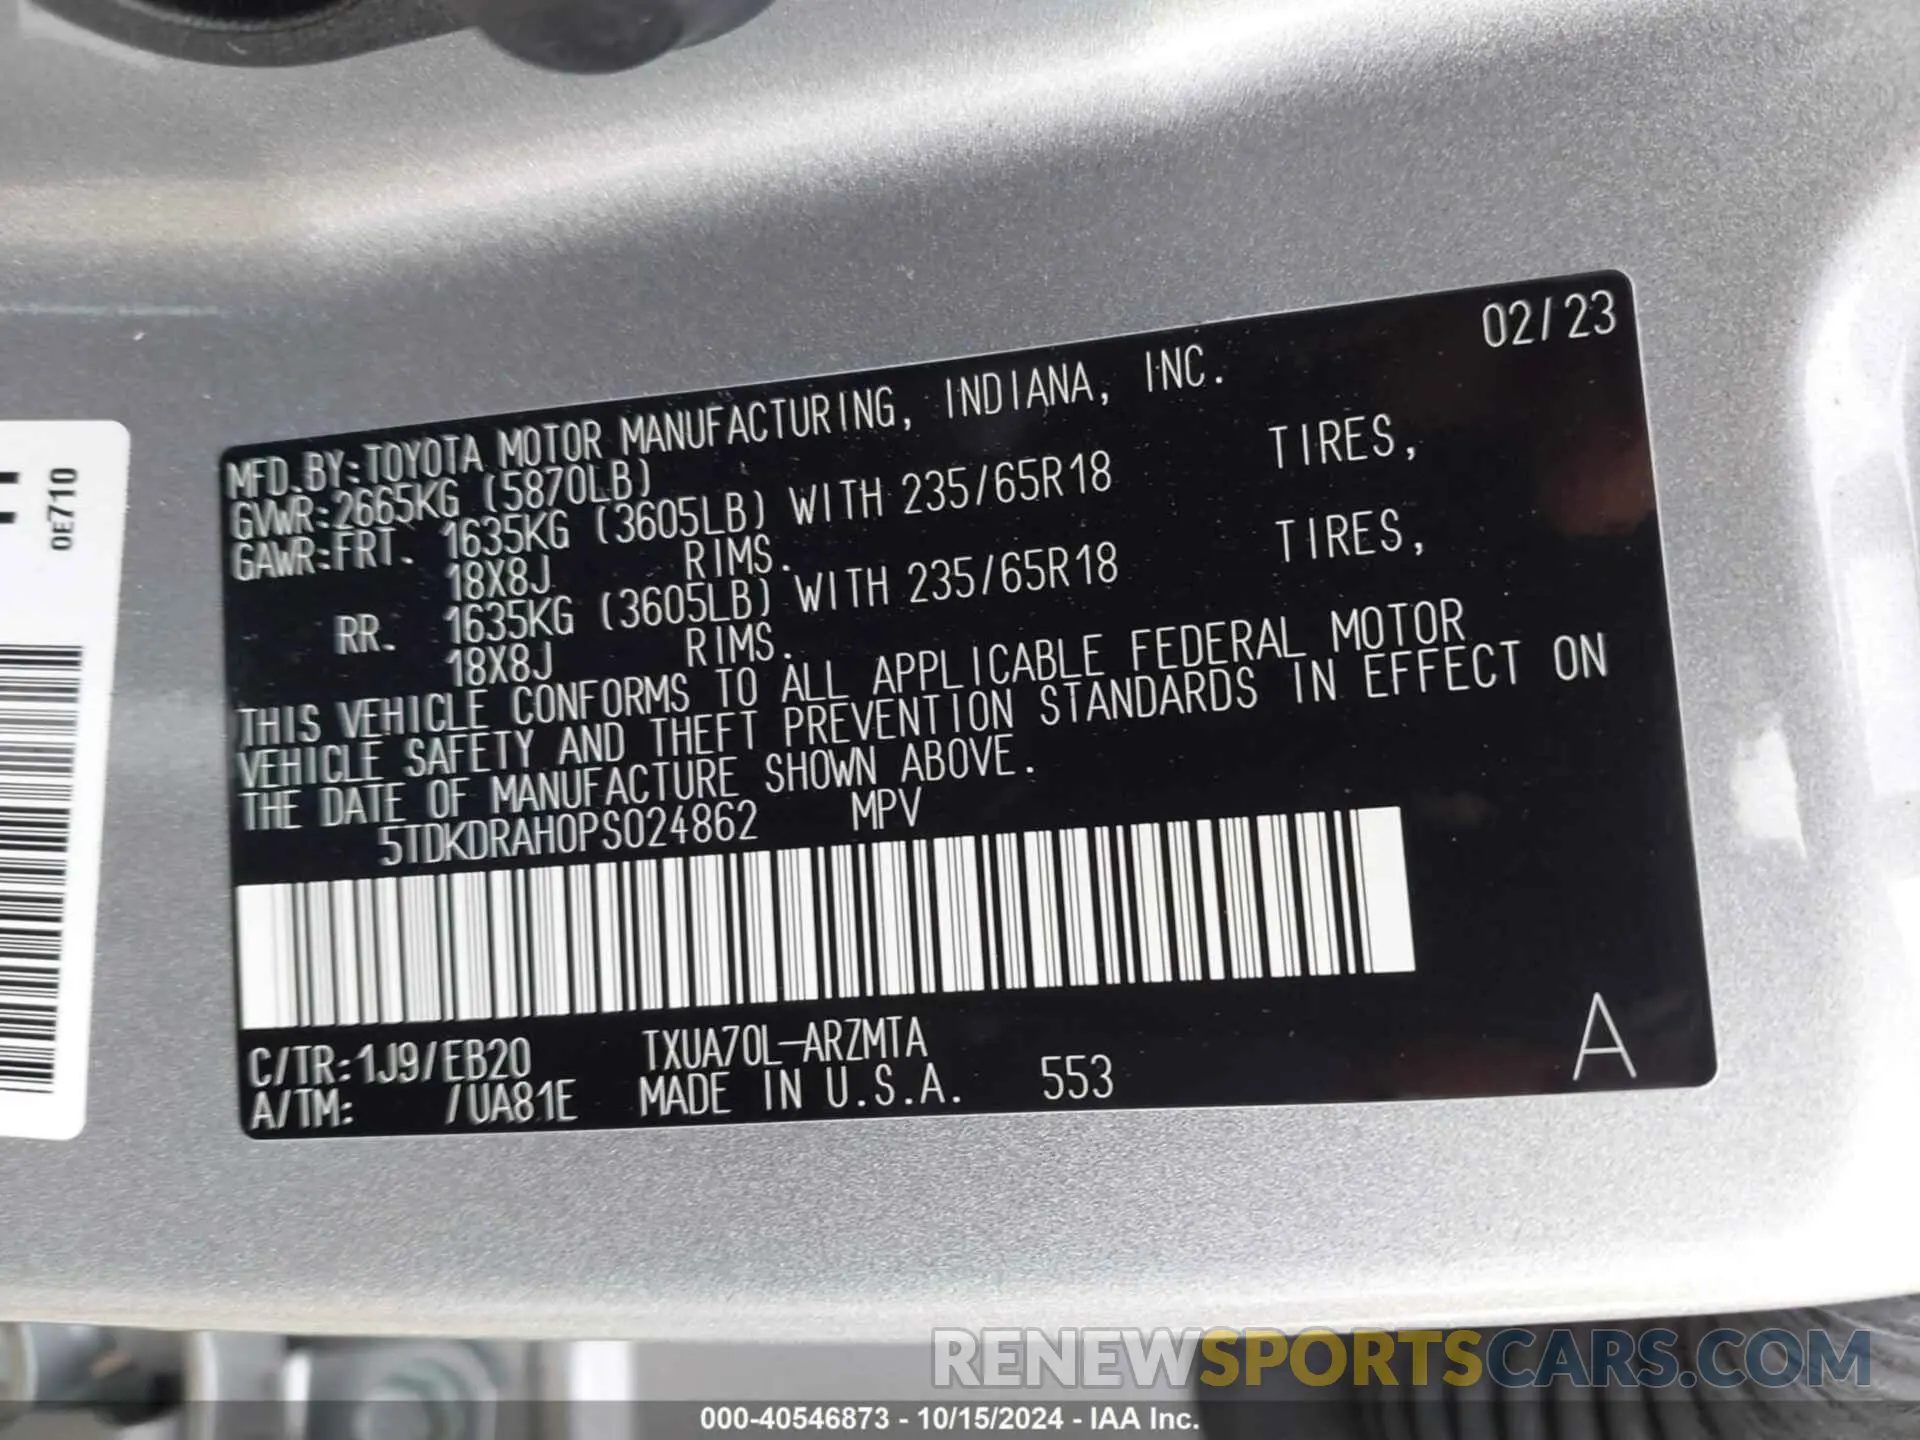 02/23
MFD. BY: TOYOTA MOTOR MANUFACTURING, INDIANA, INC.
GVWR: 2665KG (5870LB)
GAWR: FRT. 1635KG (3605LB) WITH 235/65R18 TIRES,
18X8J RIMS.
RR. 1635KG (3605LB) WITH 235/65R18 TIRES,
18X8J RIMS.
THIS VEHICLE CONFORMS TO ALL APPLICABLE FEDERAL MOTOR
VEHICLE SAFETY AND THEFT PREVENTION STANDARDS IN EFFECT ON
THE DATE OF MANUFACTURE SHOWN ABOVE.
5TDKDRAH0PS024862 MPV
C/TR: 1J9/EB20 TXUA70L-ARZMTA
A/TM: /UA81E MADE IN U.S.A. 553
A
0E710
RENEWSPORTSCARS.COM
000-40546873 - 10/15/2024 - IAA Inc.